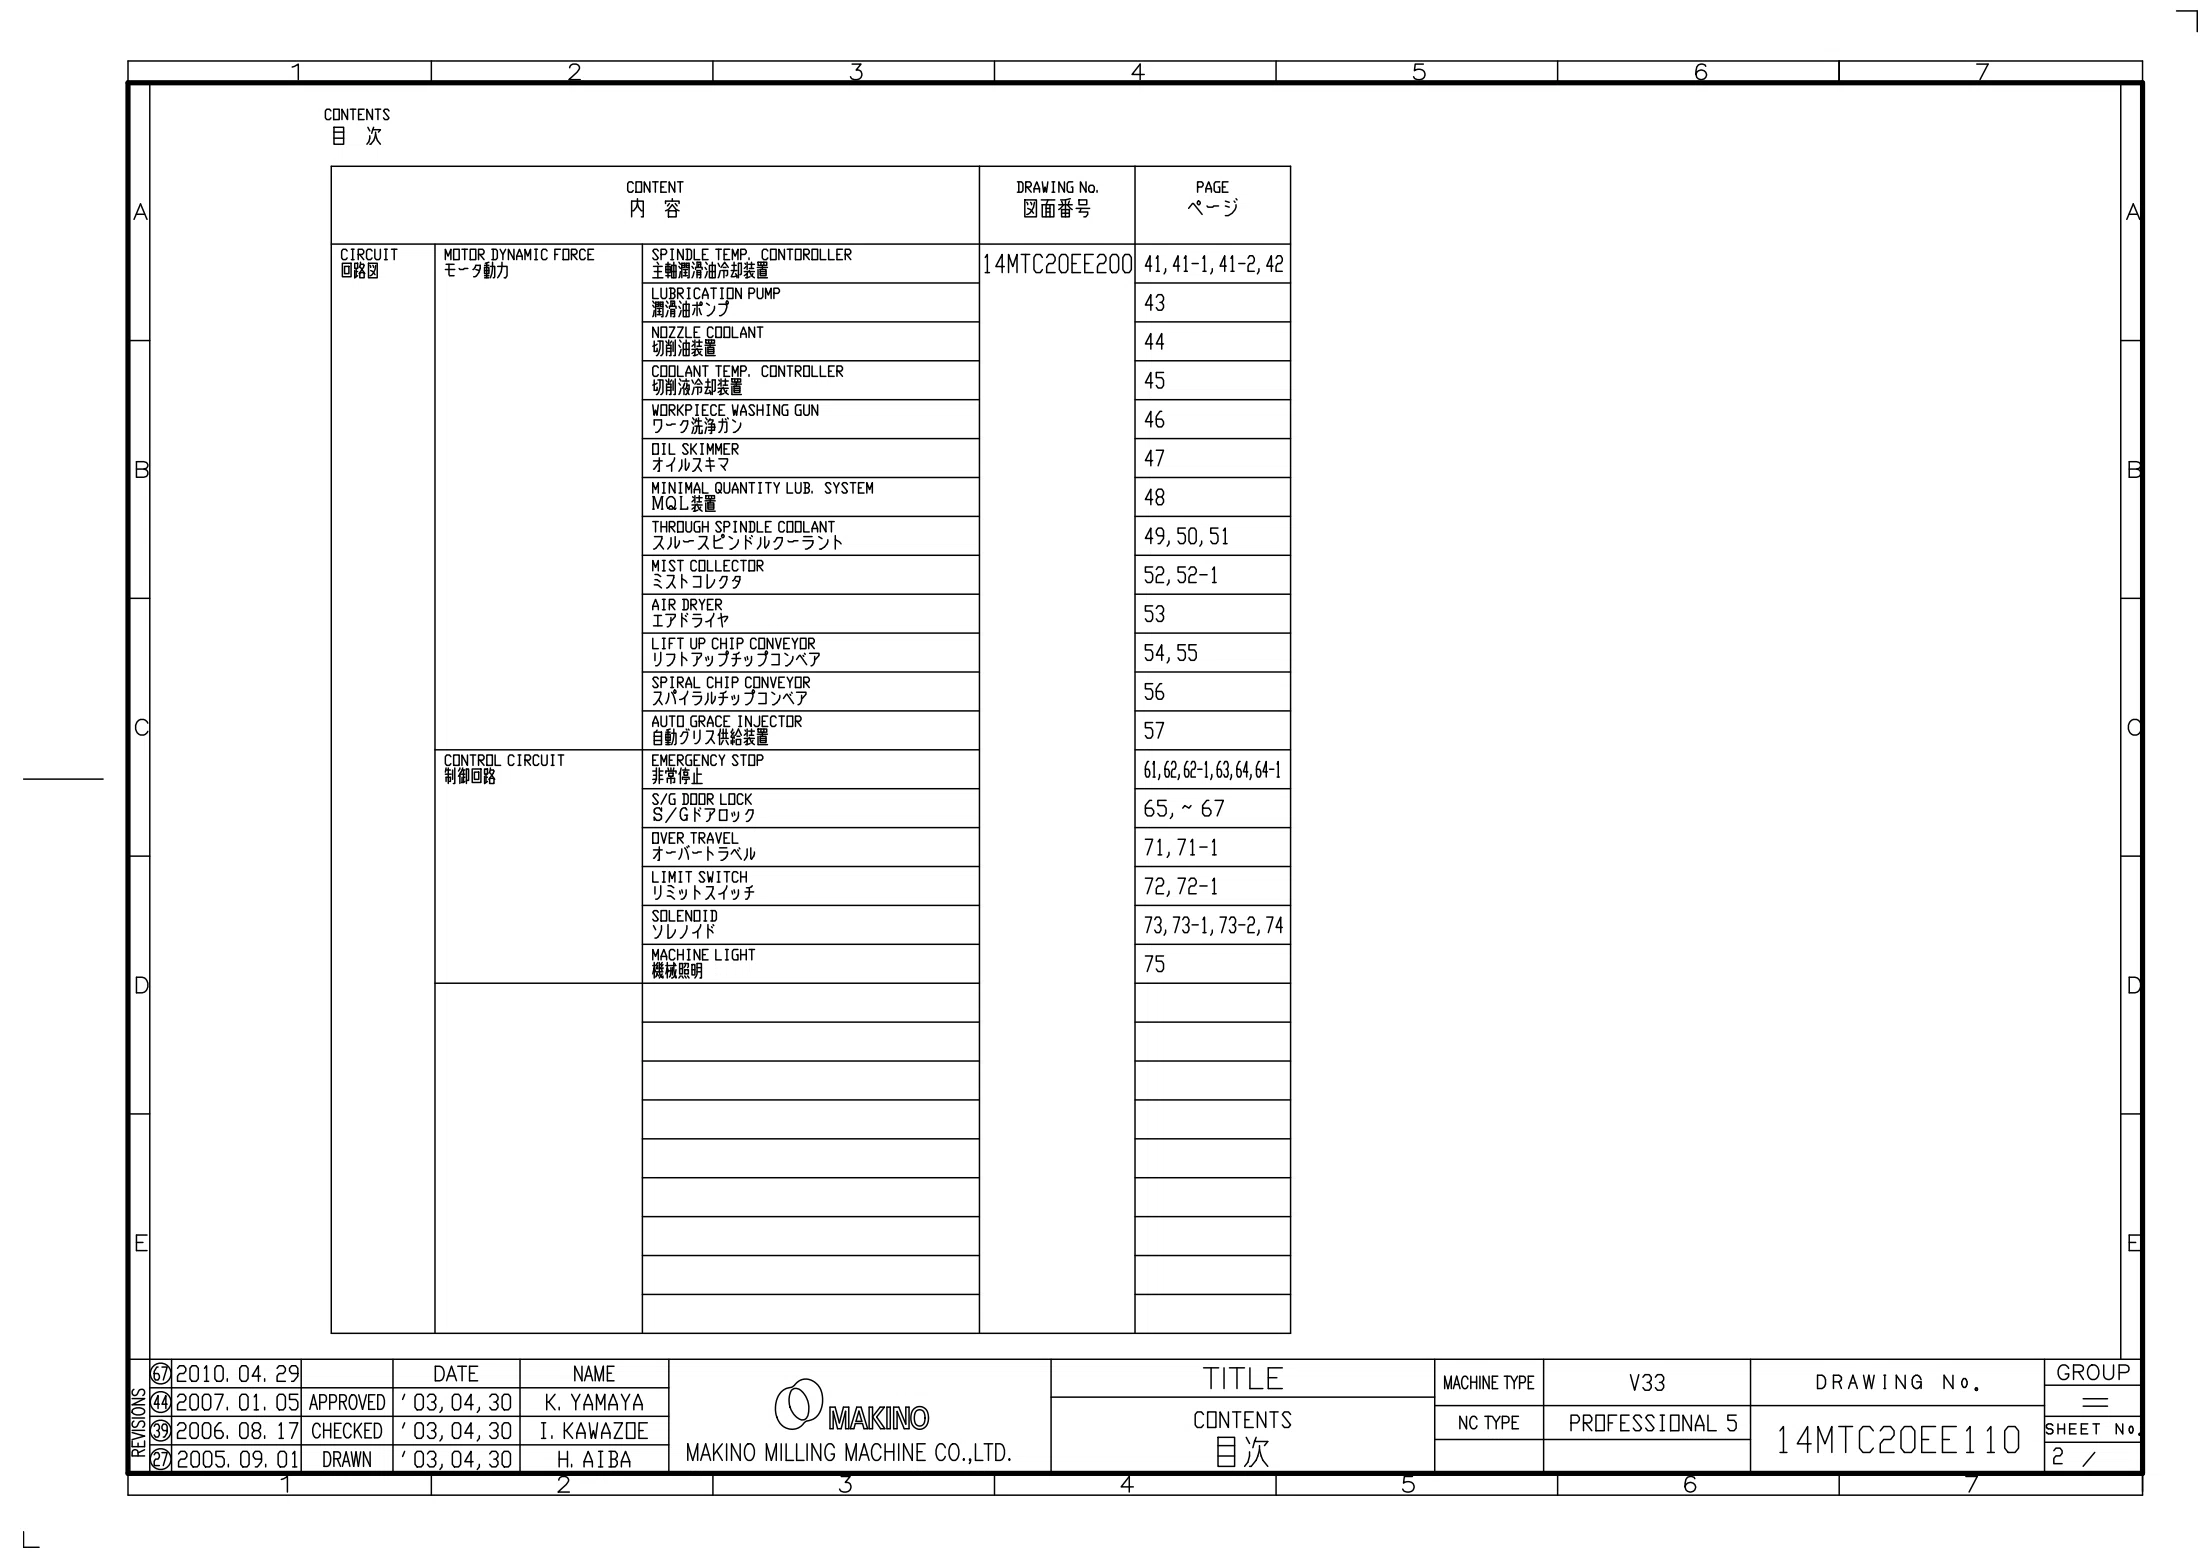 1 2 3 4 5 6 7
CONTENTS
目 次
CONTENT DRAWING No. PAGE
内 容 図面番号 ページ
CIRCUIT MOTOR DYNAMIC FORCE SPINDLE TEMP. CONTOROLLER 14MTC20EE200 41,41-1,41-2,42
回路図 モータ動力 主軸潤滑油冷却装置
LUBRICATION PUMP 43
潤滑油ポンプ
NOZZLE COOLANT 44
切削油装置
COOLANT TEMP. CONTROLLER 45
切削液冷却装置
WORKPIECE WASHING GUN 46
ワーク洗浄ガン
OIL SKIMMER 47
オイルスキマ
MINIMAL QUANTITY LUB. SYSTEM 48
MQL装置
THROUGH SPINDLE COOLANT 49,50,51
スルースピンドルクーラント
MIST COLLECTOR 52,52-1
ミストコレクタ
AIR DRYER 53
エアドライヤ
LIFT UP CHIP CONVEYOR 54,55
リフトアップチップコンベア
SPIRAL CHIP CONVEYOR 56
スパイラルチップコンベア
AUTO GRACE INJECTOR 57
自動グリス供給装置
CONTROL CIRCUIT EMERGENCY STOP 61,62,62-1,63,64,64-1
制御回路 非常停止
S/G DOOR LOCK 65,~ 67
S/Gドアロック
OVER TRAVEL 71,71-1
オーバートラベル
LIMIT SWITCH 72,72-1
リミットスイッチ
SOLENOID 73,73-1,73-2,74
ソレノイド
MACHINE LIGHT 75
機械照明
A A
B B
C C
D D
E E
REVISIONS
67 2010. 04. 29 DATE NAME
44 2007. 01. 05 APPROVED '03,04,30 K. YAMAYA
39 2006. 08. 17 CHECKED '03,04,30 I. KAWAZOE
27 2005. 09. 01 DRAWN '03,04,30 H. AIBA
MAKINO
MAKINO MILLING MACHINE CO.,LTD.
TITLE
CONTENTS
目次
MACHINE TYPE V33
NC TYPE PROFESSIONAL 5
DRAWING No.
14MTC20EE110
GROUP
=
SHEET No.
2 /
1 2 3 4 5 6 7